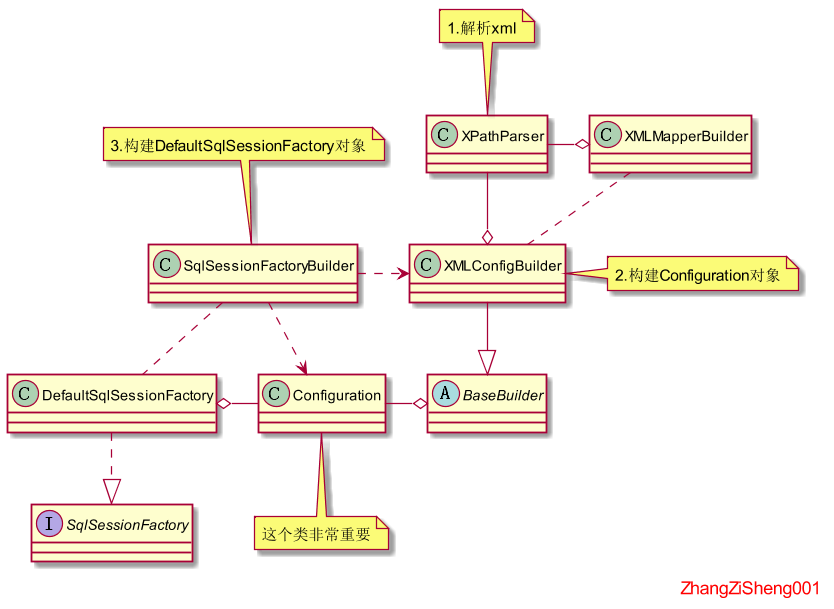 1.解析xml
C XPathParser
C XMLMapperBuilder
3.构建DefaultSqlSessionFactory对象
C SqlSessionFactoryBuilder
C XMLConfigBuilder
2.构建Configuration对象
C DefaultSqlSessionFactory
C Configuration
A BaseBuilder
I SqlSessionFactory
这个类非常重要
ZhangZiSheng001